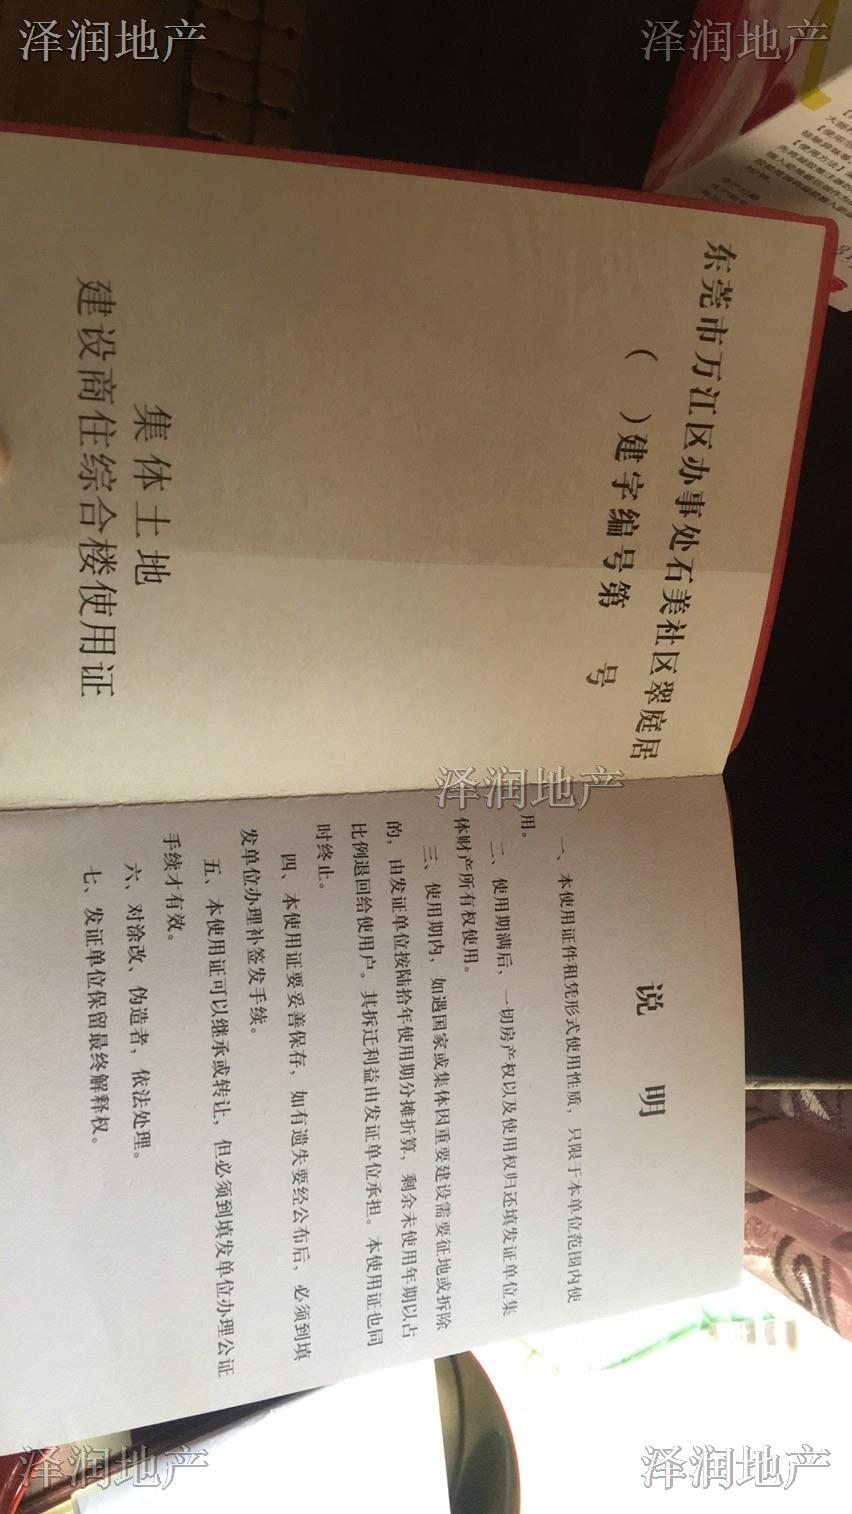 泽润地产
泽润地产
东莞市万江区办事处石美社区翠庭居
（　）建字编号第　号
集体土地
建设商住综合楼使用证
泽润地产
说　明
一、本使用证件租凭形式使用性质，只限于本单位范围内使
用。
二、使用期满后，一切房产权以及使用权归还填发证单位集
体财产所有权使用。
三、使用期内，如遇国家或集体因重要建设需要征地或拆除
的，由发证单位按陆拾年使用期分摊折算，剩余未使用年期以占
比例退回给使用户。其拆迁利益由发证单位承担。本使用证也同
时终止。
四、本使用证要妥善保存，如有遗失要经公布后，必须到填
发单位办理补签发手续。
五、本使用证可以继承或转让，但必须到填发单位办理公证
手续才有效。
六、对涂改、伪造者，依法处理。
七、发证单位保留最终解释权。
泽润地产
泽润地产